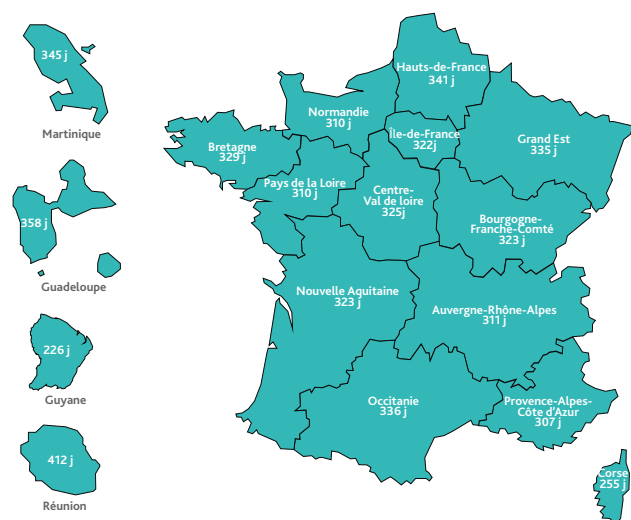 345 j
Martinique
358 j
Guadeloupe
226 j
Guyane
412 j
Réunion
Hauts-de-France
341 j
Normandie
310 j
Île-de-France
322j
Grand Est
335 j
Bretagne
329 j
Pays de la Loire
310 j
Centre-
Val de loire
325j
Bourgogne-
Franche-Comté
323 j
Nouvelle Aquitaine
323 j
Auvergne-Rhône-Alpes
311 j
Occitanie
336 j
Provence-Alpes-
Côte d'Azur
307 j
Corse
255 j